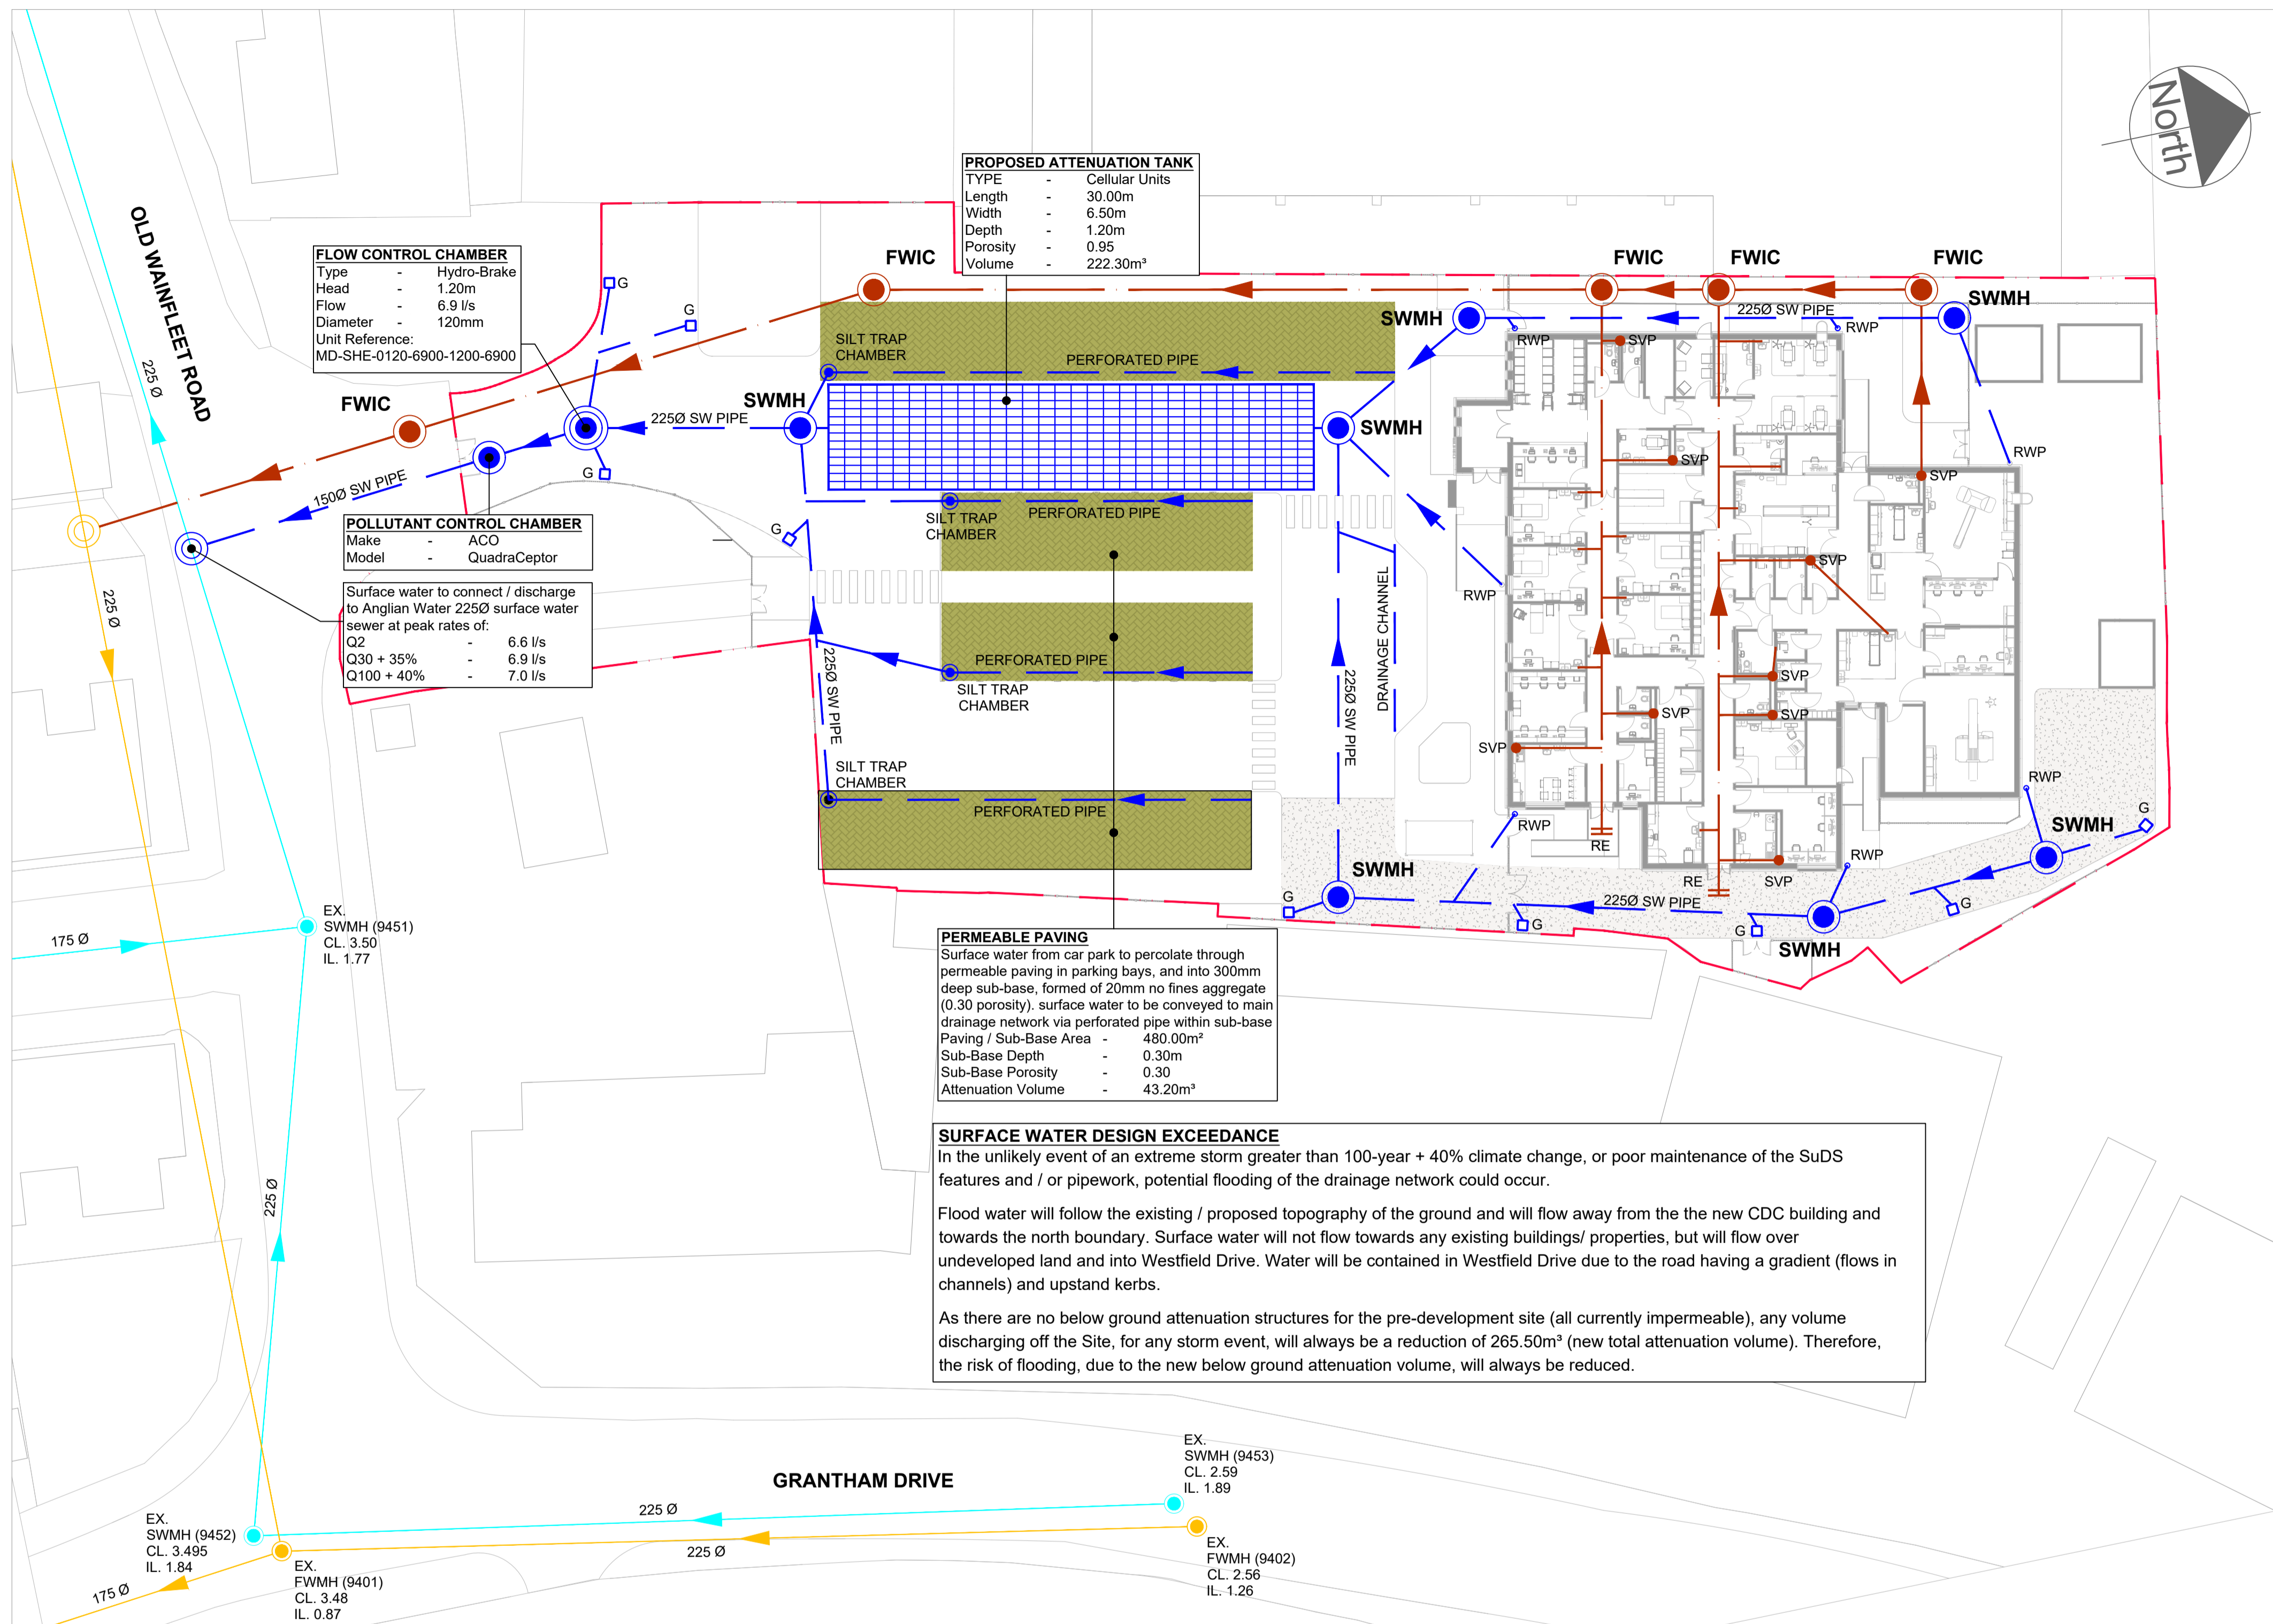 North
PROPOSED ATTENUATION TANK
TYPE - Cellular Units
Length - 30.00m
Width - 6.50m
Depth - 1.20m
Porosity - 0.95
Volume - 222.30m³
OLD WAINFLEET ROAD
FLOW CONTROL CHAMBER
Type - Hydro-Brake
Head - 1.20m
Flow - 6.9 l/s
Diameter - 120mm
Unit Reference:
MD-SHE-0120-6900-1200-6900
G
G
FWIC
FWIC
FWIC
FWIC
SWMH
225Ø SW PIPE
SWMH
RWP
RWP
SVP
SILT TRAP
CHAMBER
PERFORATED PIPE
225 Ø
FWIC
SWMH
225Ø SW PIPE
SWMH
G
RWP
SVP
SVP
150Ø SW PIPE
POLLUTANT CONTROL CHAMBER
Make - ACO
Model - QuadraCeptor
G
SILT TRAP
CHAMBER
PERFORATED PIPE
SVP
RWP
DRAINAGE CHANNEL
Surface water to connect / discharge
to Anglian Water 225Ø surface water
sewer at peak rates of:
Q2 - 6.6 l/s
Q30 + 35% - 6.9 l/s
Q100 + 40% - 7.0 l/s
225 Ø
225Ø SW PIPE
PERFORATED PIPE
SILT TRAP
CHAMBER
225Ø SW PIPE
SVP
SVP
SVP
SVP
SILT TRAP
CHAMBER
PERFORATED PIPE
RWP
RE
RWP
G
SWMH
RWP
SWMH
RE
SVP
G
225Ø SW PIPE
G
G
G
SWMH
EX.
SWMH (9451)
CL. 3.50
IL. 1.77
175 Ø
PERMEABLE PAVING
Surface water from car park to percolate through
permeable paving in parking bays, and into 300mm
deep sub-base, formed of 20mm no fines aggregate
(0.30 porosity). surface water to be conveyed to main
drainage network via perforated pipe within sub-base
Paving / Sub-Base Area - 480.00m²
Sub-Base Depth - 0.30m
Sub-Base Porosity - 0.30
Attenuation Volume - 43.20m³
225 Ø
SURFACE WATER DESIGN EXCEEDANCE
In the unlikely event of an extreme storm greater than 100-year + 40% climate change, or poor maintenance of the SuDS
features and / or pipework, potential flooding of the drainage network could occur.
Flood water will follow the existing / proposed topography of the ground and will flow away from the the new CDC building and
towards the north boundary. Surface water will not flow towards any existing buildings/ properties, but will flow over
undeveloped land and into Westfield Drive. Water will be contained in Westfield Drive due to the road having a gradient (flows in
channels) and upstand kerbs.
As there are no below ground attenuation structures for the pre-development site (all currently impermeable), any volume
discharging off the Site, for any storm event, will always be a reduction of 265.50m³ (new total attenuation volume). Therefore,
the risk of flooding, due to the new below ground attenuation volume, will always be reduced.
EX.
SWMH (9453)
CL. 2.59
IL. 1.89
GRANTHAM DRIVE
225 Ø
EX.
SWMH (9452)
CL. 3.495
IL. 1.84
225 Ø
EX.
FWMH (9402)
CL. 2.56
IL. 1.26
EX.
FWMH (9401)
CL. 3.48
IL. 0.87
175 Ø